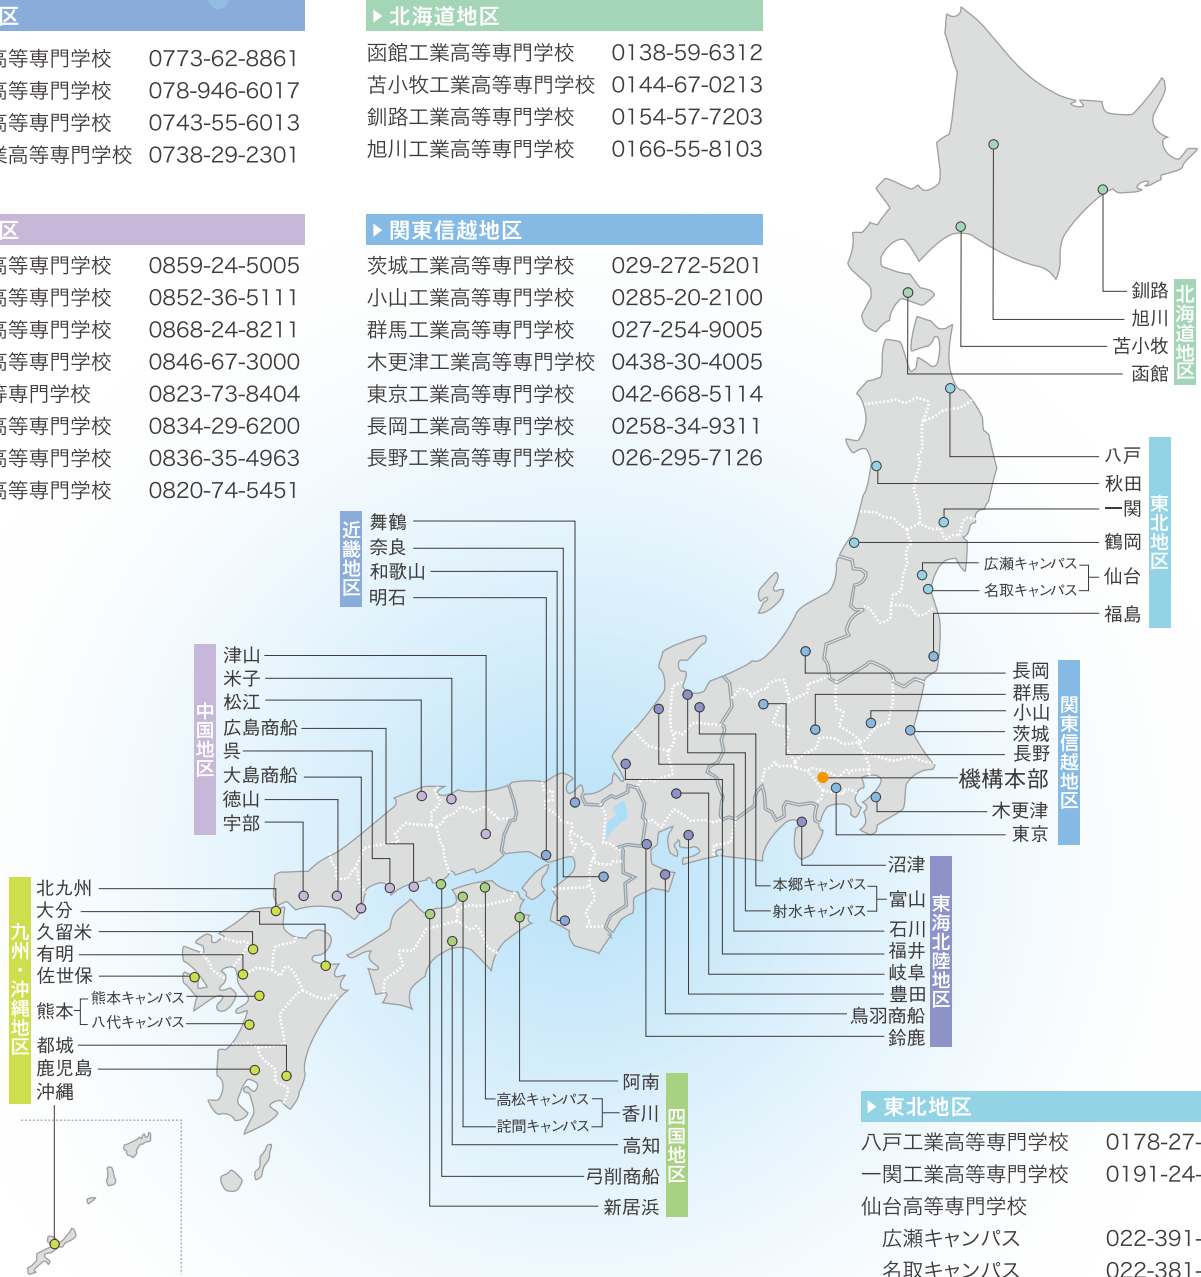 区
高等専門学校 0773-62-8861
高等専門学校 078-946-6017
高等専門学校 0743-55-6013
業高等専門学校 0738-29-2301
区
高等専門学校 0859-24-5005
高等専門学校 0852-36-5111
高等専門学校 0868-24-8211
高等専門学校 0846-67-3000
等専門学校 0823-73-8404
高等専門学校 0834-29-6200
高等専門学校 0836-35-4963
高等専門学校 0820-74-5451
北海道地区
函館工業高等専門学校 0138-59-6312
苫小牧工業高等専門学校 0144-67-0213
釧路工業高等専門学校 0154-57-7203
旭川工業高等専門学校 0166-55-8103
関東信越地区
茨城工業高等専門学校 029-272-5201
小山工業高等専門学校 0285-20-2100
群馬工業高等専門学校 027-254-9005
木更津工業高等専門学校 0438-30-4005
東京工業高等専門学校 042-668-5114
長岡工業高等専門学校 0258-34-9311
長野工業高等専門学校 026-295-7126
釧路
旭川
苫小牧
函館
北海道地区
八戸
秋田
一関
鶴岡
広瀬キャンパス
名取キャンパス
仙台
福島
東北地区
長岡
群馬
小山
茨城
長野
機構本部
木更津
東京
関東信越地区
近畿地区
舞鶴
奈良
和歌山
明石
中国地区
津山
米子
松江
広島商船
呉
大島商船
徳山
宇部
沼津
本郷キャンパス
射水キャンパス
富山
石川
福井
岐阜
豊田
鳥羽商船
鈴鹿
東海北陸地区
九州・沖縄地区
北九州
大分
久留米
有明
佐世保
熊本
熊本キャンパス
八代キャンパス
都城
鹿児島
沖縄
阿南
高松キャンパス
詫間キャンパス
香川
高知
弓削商船
新居浜
四国地区
東北地区
八戸工業高等専門学校 0178-27-
一関工業高等専門学校 0191-24-
仙台高等専門学校
広瀬キャンパス 022-391-
名取キャンパス 022-381-